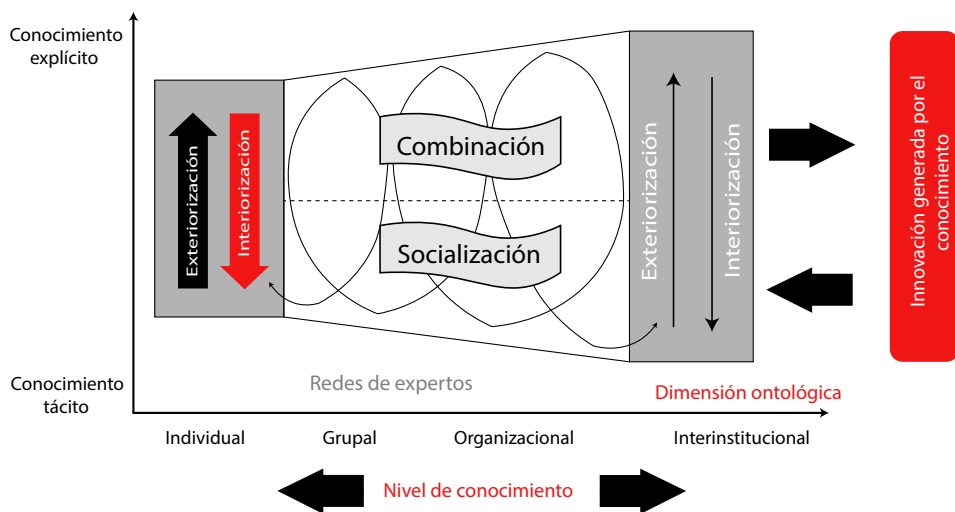 Conocimiento
explícito
Exteriorización
Interiorización
Combinación
Socialización
Exteriorización
Interiorización
Innovación generada por el
conocimiento
Conocimiento
tácito
Redes de expertos
Dimensión ontológica
Individual
Grupal
Organizacional
Interinstitucional
Nivel de conocimiento